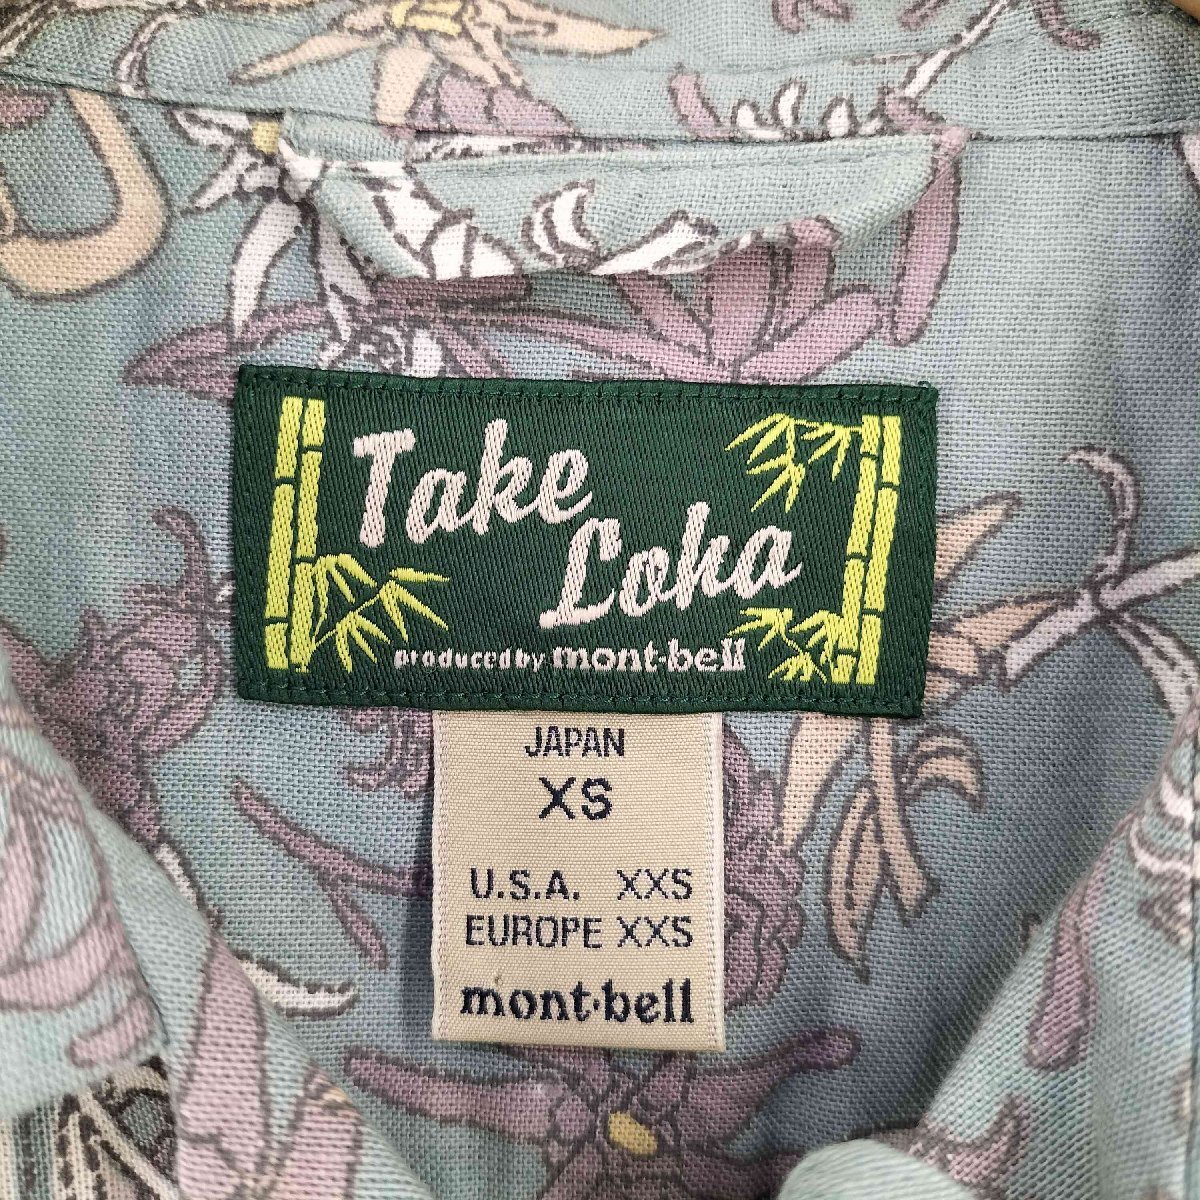 Take
Loha
produced by mont-bell
JAPAN
XS
U.S.A. XXS
EUROPE XXS
mont-bell